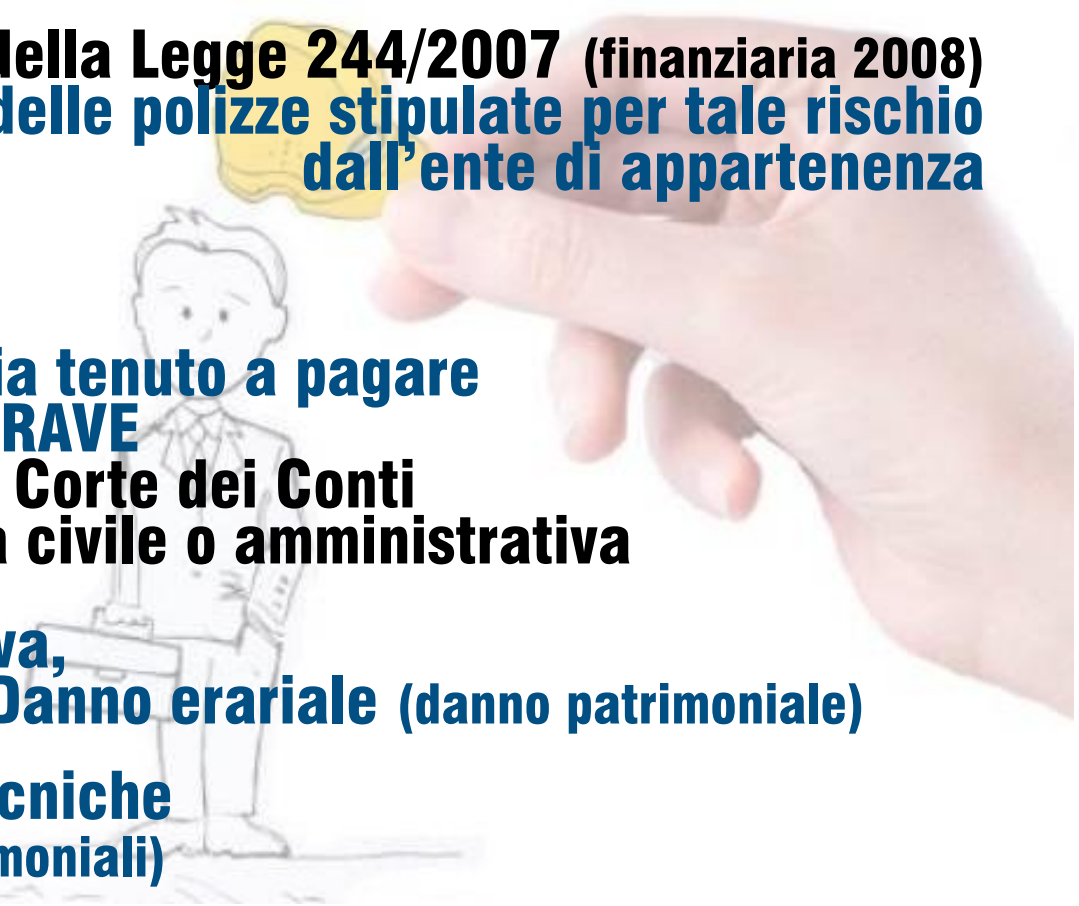 della Legge 244/2007 (finanziaria 2008)
delle polizze stipulate per tale rischio
dall’ente di appartenenza
ia tenuto a pagare
RAVE
Corte dei Conti
a civile o amministrativa
va,
Danno erariale (danno patrimoniale)
cniche
moniali)